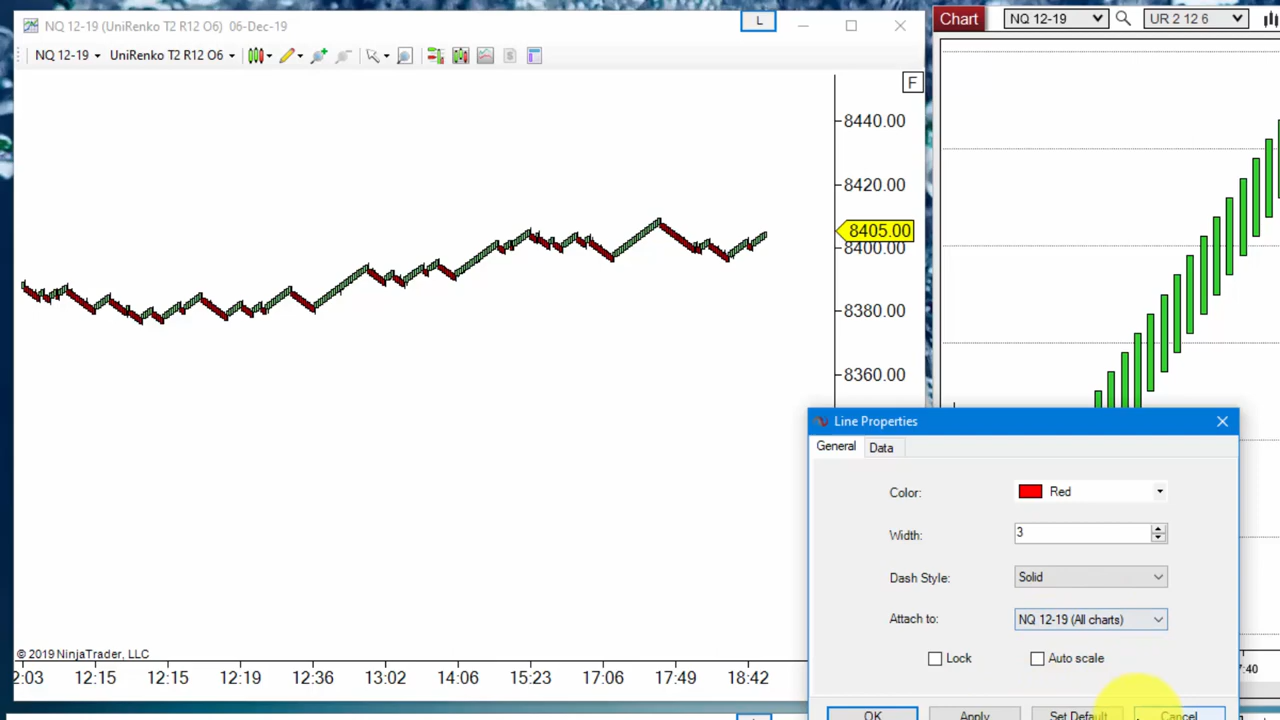 NQ 12-19 (UniRenko T2 R12 O6) 06-Dec-19
L
NQ 12-19
UniRenko T2 R12 O6
F
8440.00
8420.00
8405.00
8400.00
8380.00
8360.00
© 2019 NinjaTrader, LLC
2:03 12:15 12:15 12:19 12:36 13:02 14:06 15:23 17:06 17:49 18:42
Chart
NQ 12-19
UR 2 12 6
7:40
Line Properties
General
Data
Color: Red
Width: 3
Dash Style: Solid
Attach to: NQ 12-19 (All charts)
Lock
Auto scale
OK
Apply
Set Default
Cancel